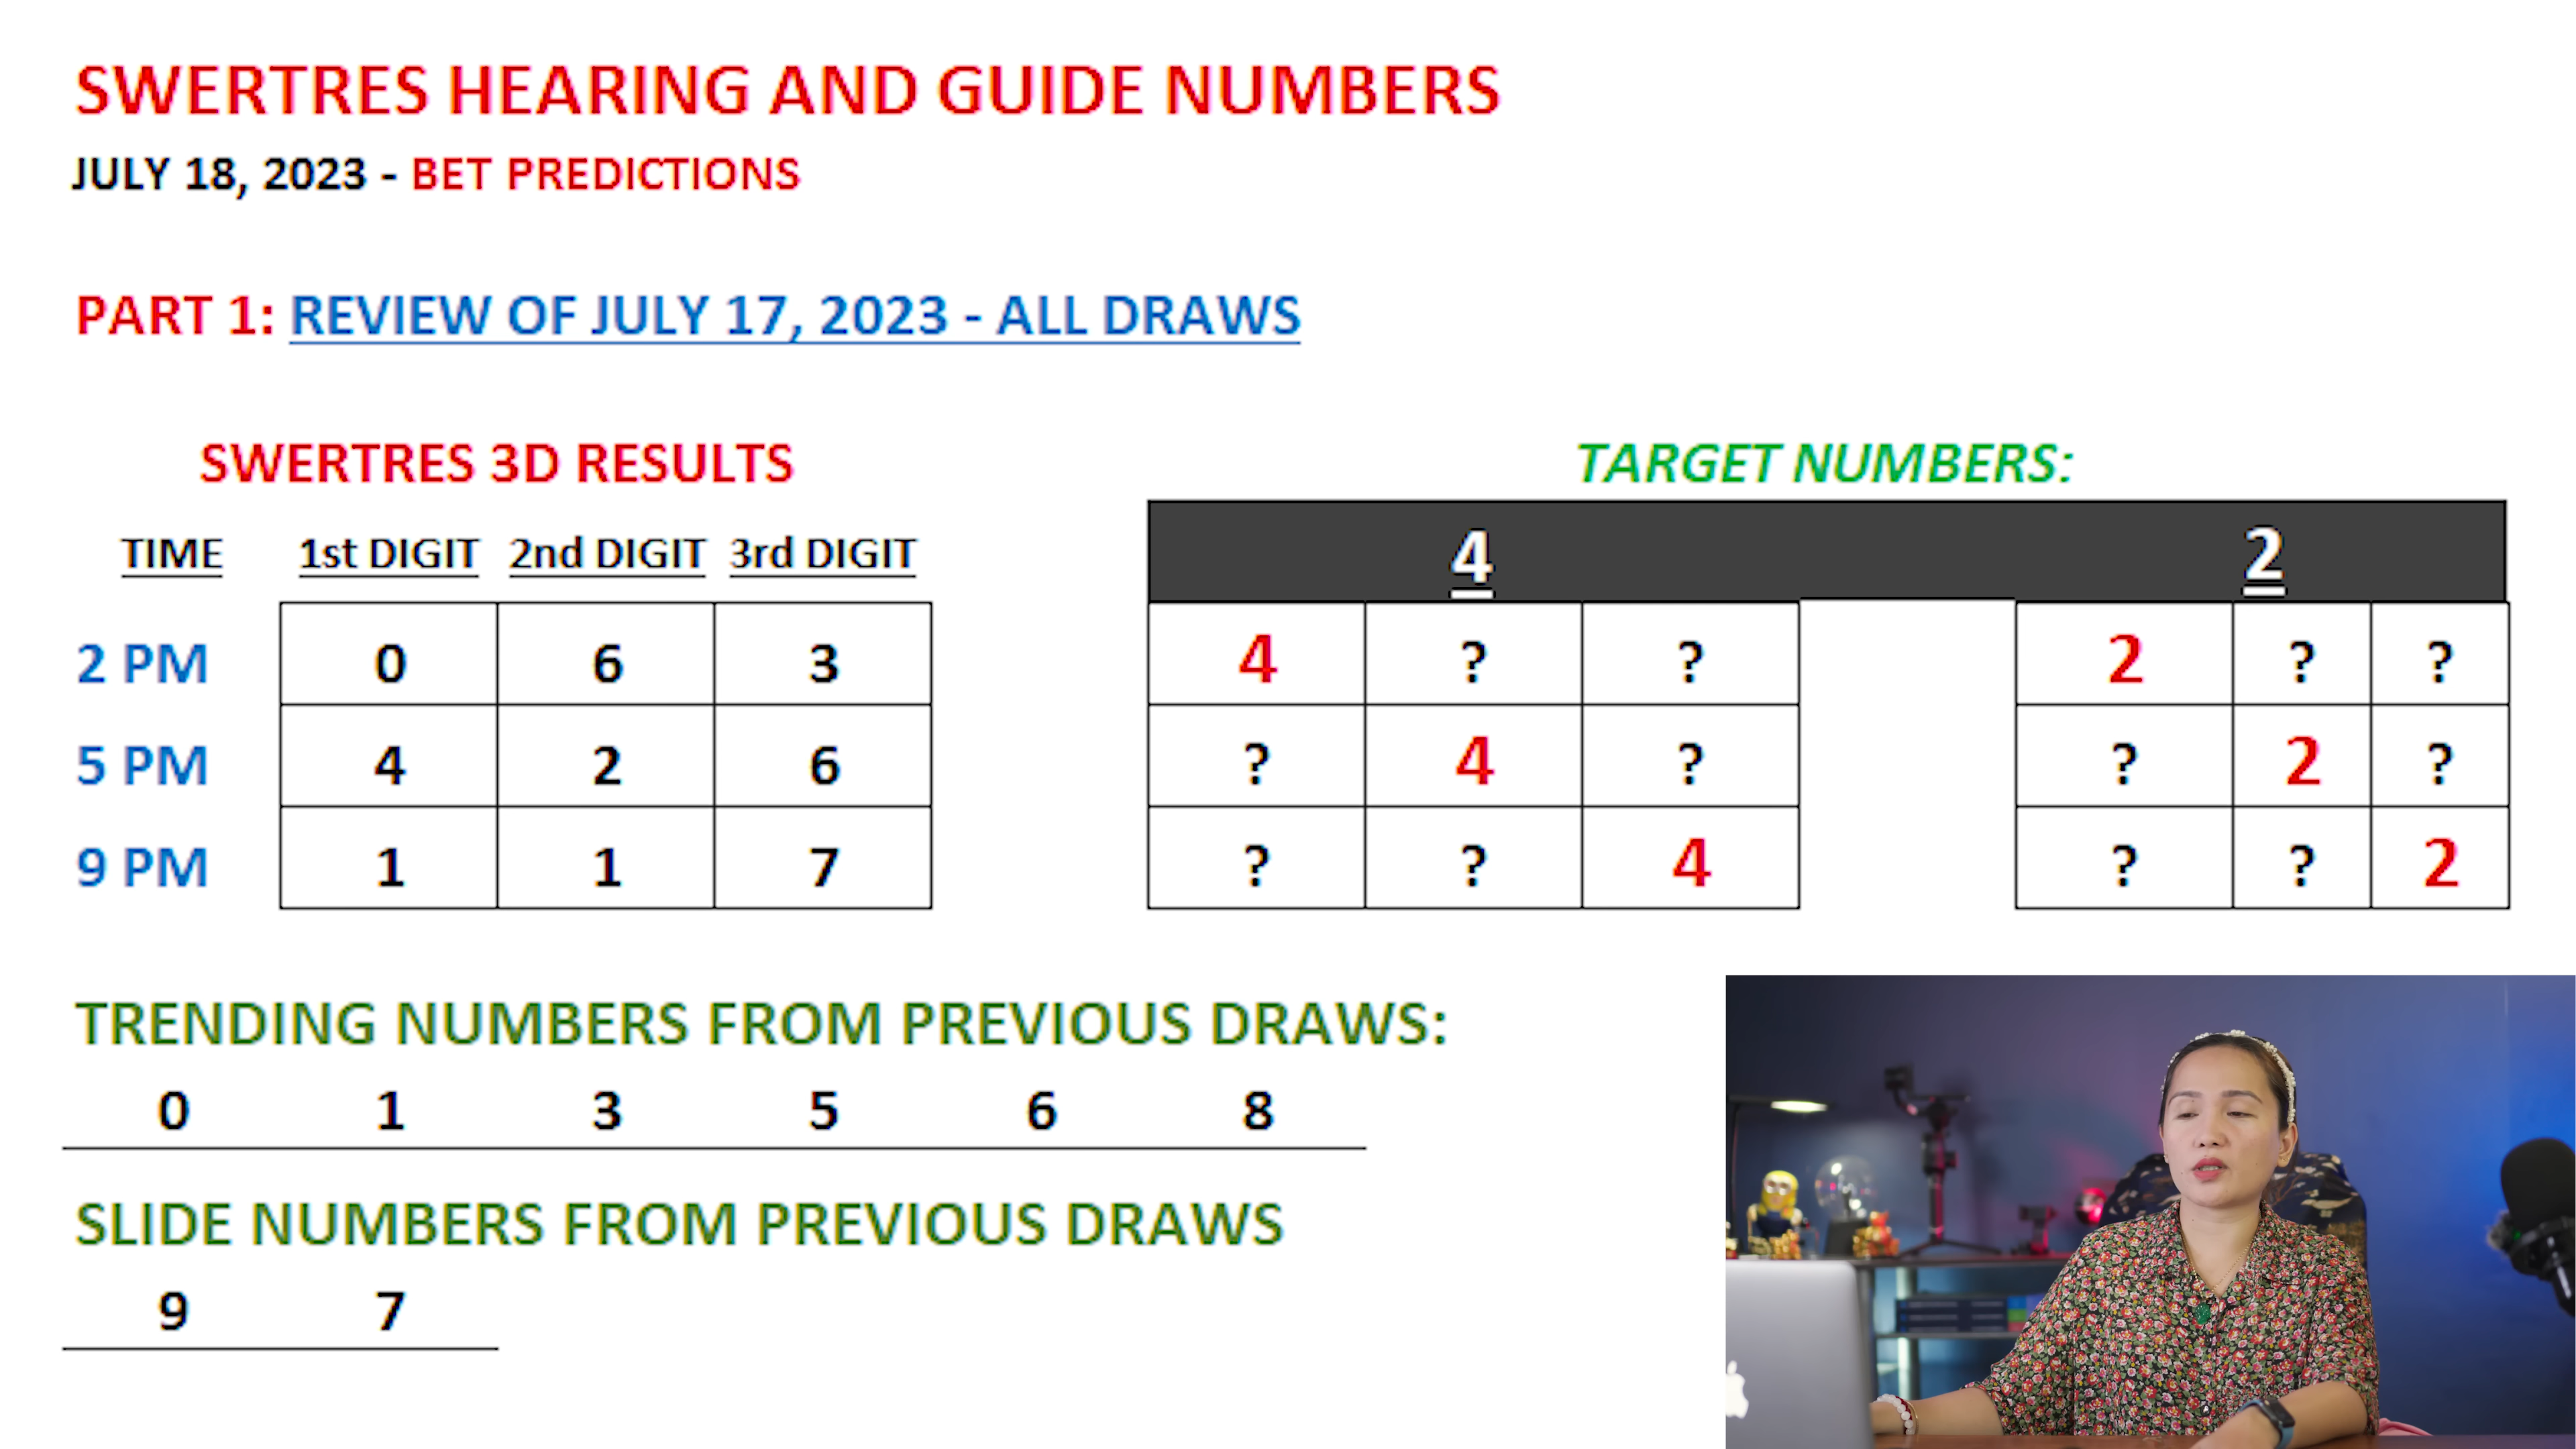 SWERTRES HEARING AND GUIDE NUMBERS
JULY 18, 2023 - BET PREDICTIONS
PART 1: REVIEW OF JULY 17, 2023 - ALL DRAWS
SWERTRES 3D RESULTS
TIME 1st DIGIT 2nd DIGIT 3rd DIGIT
2 PM 0 6 3
5 PM 4 2 6
9 PM 1 1 7
TARGET NUMBERS:
4 2
4 ? ? 2 ? ?
? 4 ? ? 2 ?
? ? 4 ? ? 2
TRENDING NUMBERS FROM PREVIOUS DRAWS:
0 1 3 5 6 8
SLIDE NUMBERS FROM PREVIOUS DRAWS
9 7